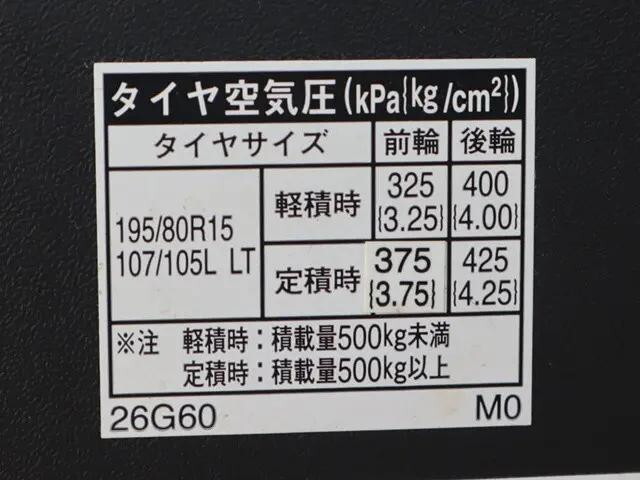 タイヤ空気圧(kPa{kg/cm²})
タイヤサイズ 前輪 後輪
195/80R15
107/105L LT
軽積時 325 400
{3.25} {4.00}
定積時 375 425
{3.75} {4.25}
※注 軽積時：積載量500kg未満
定積時：積載量500kg以上
26G60 M0